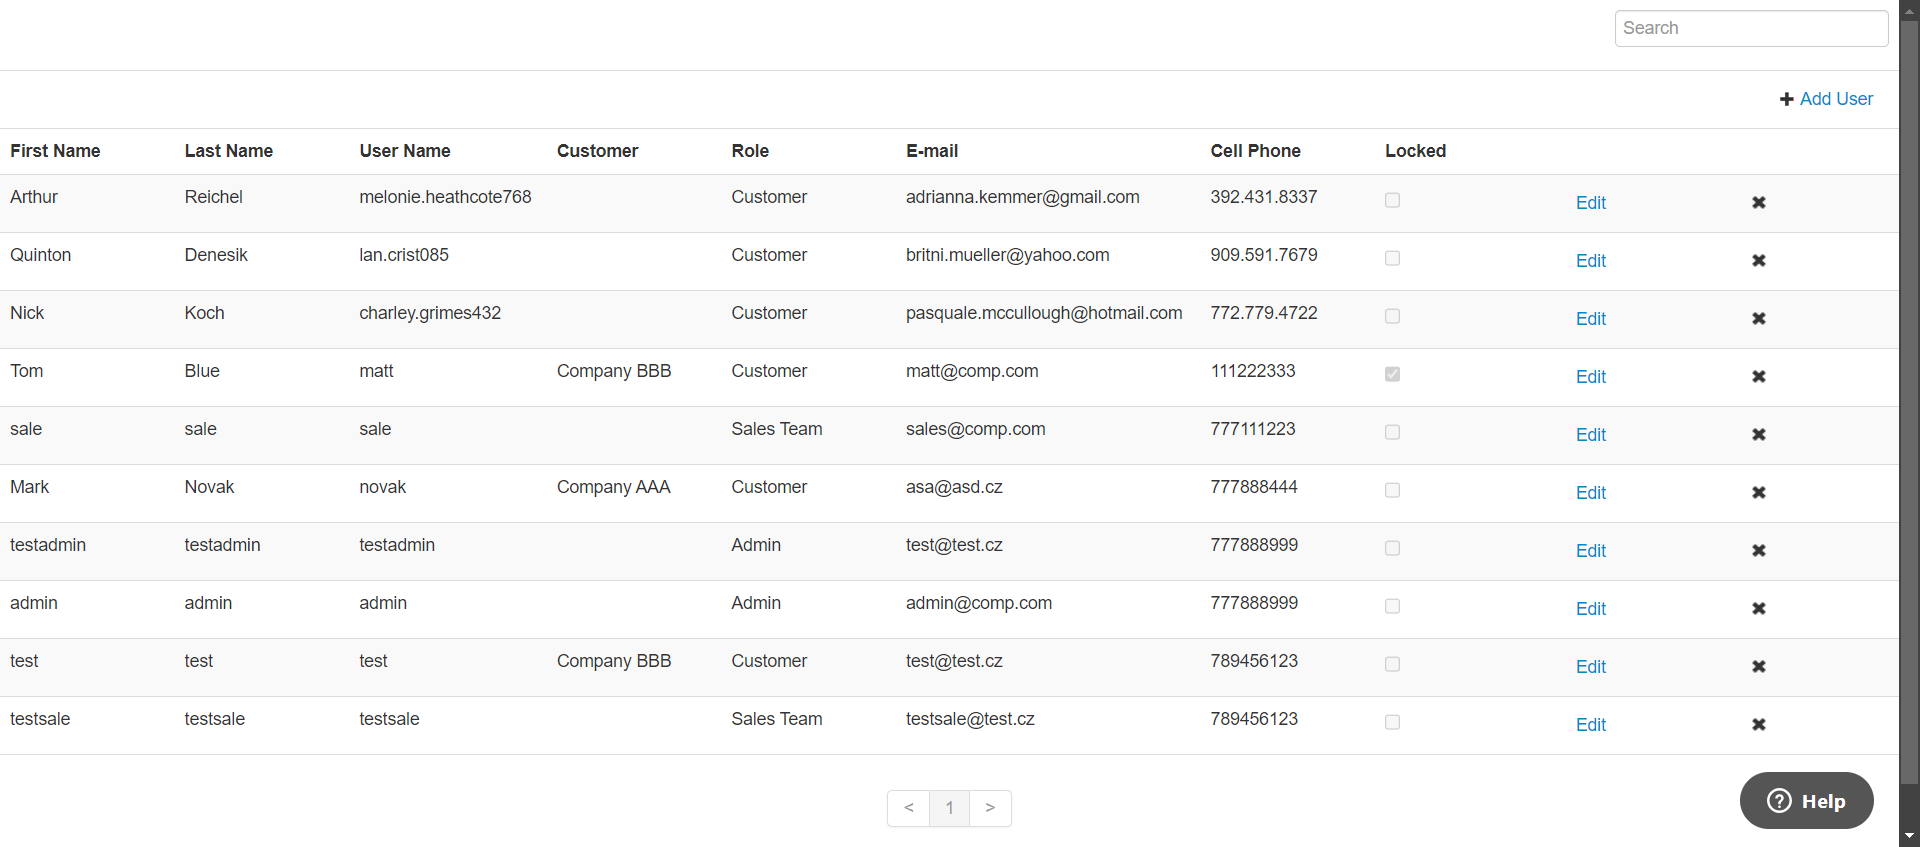 Search
Add User
First Name Last Name User Name Customer Role E-mail Cell Phone Locked
Arthur Reichel melonie.heathcote768 Customer adrianna.kemmer@gmail.com 392.431.8337 Edit
Quinton Denesik lan.crist085 Customer britni.mueller@yahoo.com 909.591.7679 Edit
Nick Koch charley.grimes432 Customer pasquale.mccullough@hotmail.com 772.779.4722 Edit
Tom Blue matt Company BBB Customer matt@comp.com 111222333 Edit
sale sale sale Sales Team sales@comp.com 777111223 Edit
Mark Novak novak Company AAA Customer asa@asd.cz 777888444 Edit
testadmin testadmin testadmin Admin test@test.cz 777888999 Edit
admin admin admin Admin admin@comp.com 777888999 Edit
test test test Company BBB Customer test@test.cz 789456123 Edit
testsale testsale testsale Sales Team testsale@test.cz 789456123 Edit
< 1 >
Help